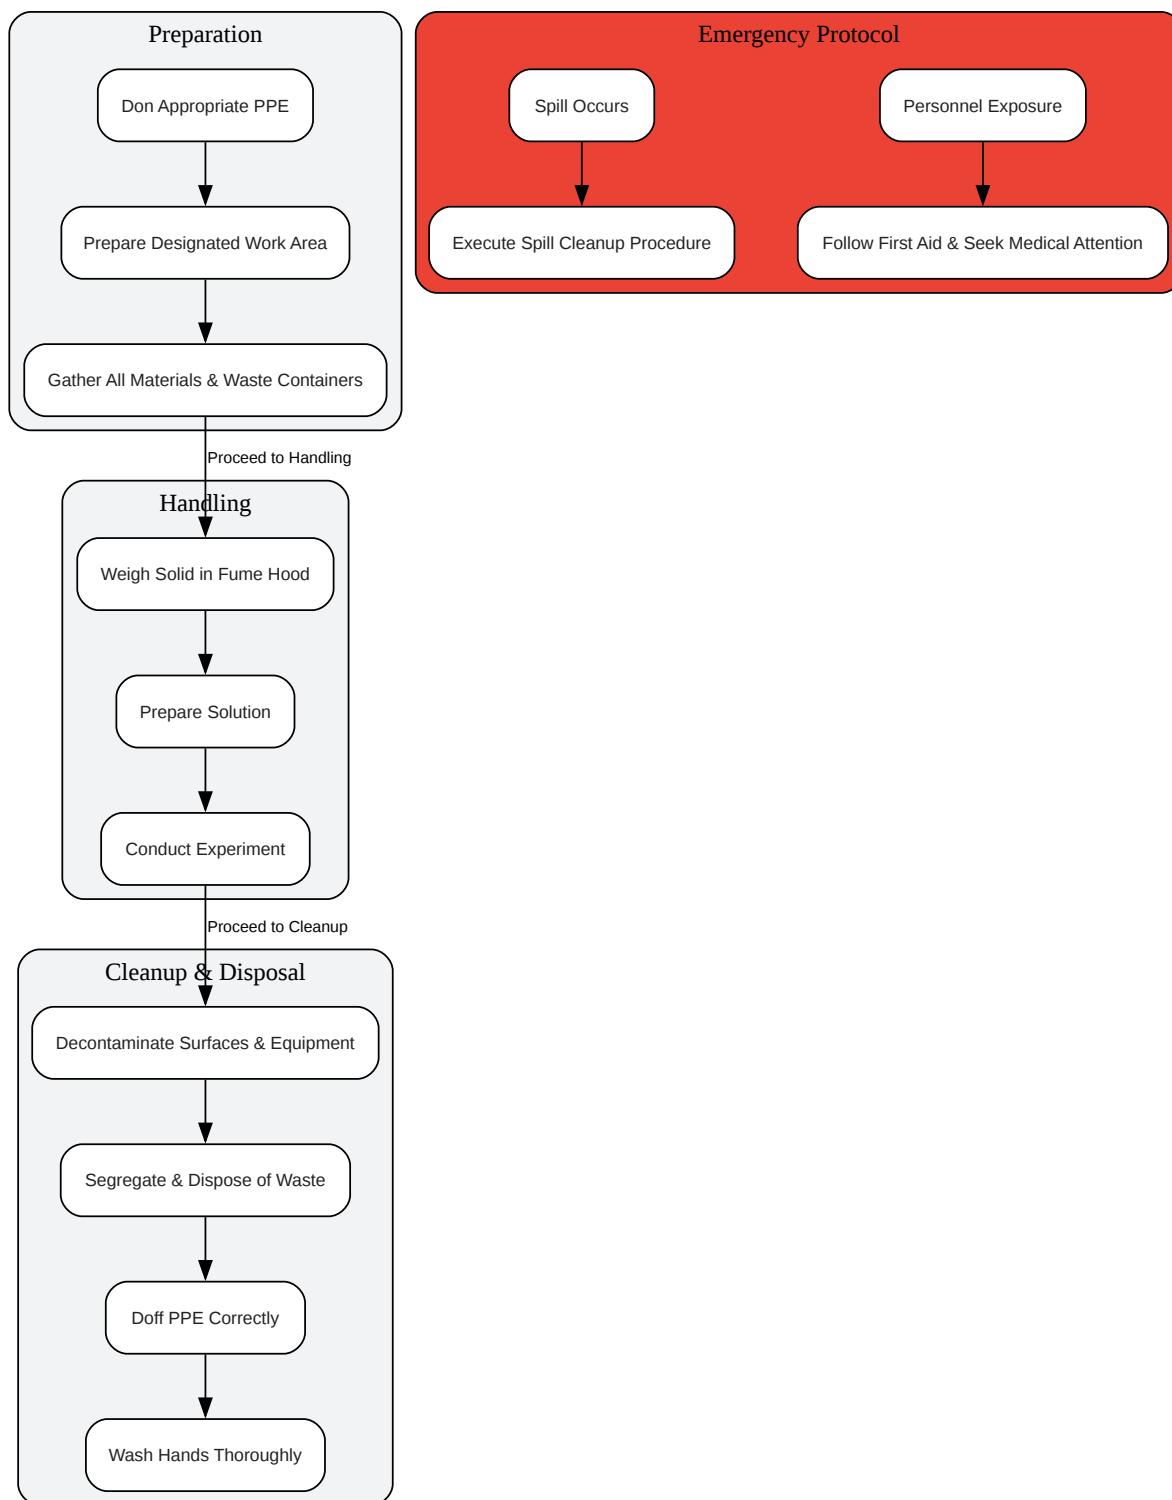 Preparation
Don Appropriate PPE
Prepare Designated Work Area
Gather All Materials & Waste Containers
Proceed to Handling
Handling
Weigh Solid in Fume Hood
Prepare Solution
Conduct Experiment
Proceed to Cleanup
Cleanup & Disposal
Decontaminate Surfaces & Equipment
Segregate & Dispose of Waste
Doff PPE Correctly
Wash Hands Thoroughly
Emergency Protocol
Spill Occurs
Execute Spill Cleanup Procedure
Personnel Exposure
Follow First Aid & Seek Medical Attention